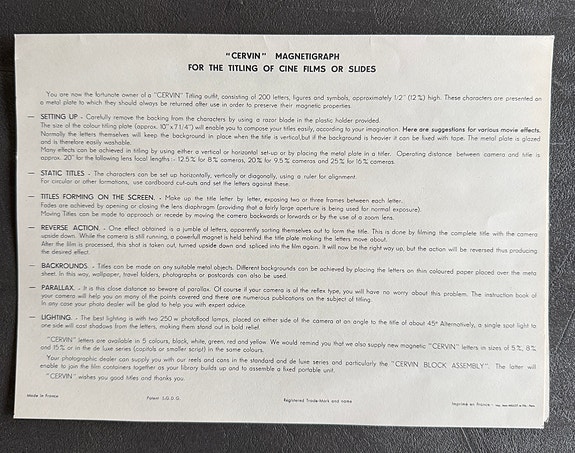 "CERVIN" MAGNETIGRAPH
FOR THE TITLING OF CINE FILMS OR SLIDES
You are now the fortunate owner of a "CERVIN" Titling outfit, consisting of 200 letters, figures and symbols, approximately 1/2" (12 %) high. These characters are presented on
a metal plate to which they should always be returned after use in order to preserve their magnetic properties.
— SETTING UP - Carefully remove the backing from the characters by using a razor blade in the plastic holder provided.
The size of the colour titling plate (approx. 10" x 7 1/4") will enable you to compose your titles easily, according to your imagination. Here are suggestions for various movie effects.
Normally the letters themselves will keep the background in place when the title is vertical, but if the background is heavier it can be fixed with tape. The metal plate is glazed
and is therefore easily washable.
Many effects can be achieved in titling by using either a vertical or horizontal set-up or by placing the metal plate in a titler. Operating distance between camera and title is
approx. 20" for the following lens focal lengths :- 12.5 % for 8 % cameras, 20 % for 9.5 % cameras and 25 % for 16 % cameras.
— STATIC TITLES - The characters can be set up horizontally, vertically or diagonally, using a ruler for alignment.
For circular or other formations, use cardboard cut-outs and set the letters against these.
— TITLES FORMING ON THE SCREEN. - Make up the title letter by letter, exposing two or three frames between each letter.
Fades are achieved by opening or closing the lens diaphragm (providing that a fairly large aperture is being used for normal exposure).
Moving Titles can be made to approach or recede by moving the camera backwards or forwards or by the use of a zoom lens.
— REVERSE ACTION. - One effect obtained is a jumble of letters, apparently sorting themselves out to form the title. This is done by filming the complete title with the camera
upside down. While the camera is still running, a powerfull magnet is held behind the title plate making the letters move about.
After the film is processed, this shot is taken out, turned upside down and spliced into the film again. It will now be the right way up, but the action will be reversed thus producing
the desired effect.
— BACKROUNDS. - Titles can be made on any suitable metal objects. Different backgrounds can be achieved by placing the letters on thin coloured paper placed over the meta
sheet. In this way, wallpaper, travel folders, photographs or postcards can also be used.
— PARALLAX. - It is this close distance so beware of parallax. Of course if your camera is of the reflex type, you will have no worry about this problem. The instruction book of
your camera will help you on many of the points covered and there are numerous publications on the subject of titling.
In any case your photo dealer will be glad to help you with expert advice.
— LIGHTING. - The best lighting is with two 250 w. photoflood lamps, placed on either side of the camera at an angle to the title of about 45° Alternatively, a single spot light to
one side will cast shadows from the letters, making them stand out in bold relief.
"CERVIN" letters are available in 5 colours, black, white, green, red and yellow. We would remind you that we also supply new magnetic "CERVIN" letters in sizes of 5 %, 8 %
and 15 % or in the de luxe series (capitals or smaller script) in the same colours.
Your photographic dealer can supply you with our reels and cans in the standard and de luxe series and particularly the "CERVIN BLOCK ASSEMBLY". The latter will
enable to join the film containers together as your library builds up and to assemble a fixed portable unit.
"CERVIN" wishes you good titles and thanks you.
Made in France Patent S.G.D.G. Registered Trade-Mark and name Imprimé en France -